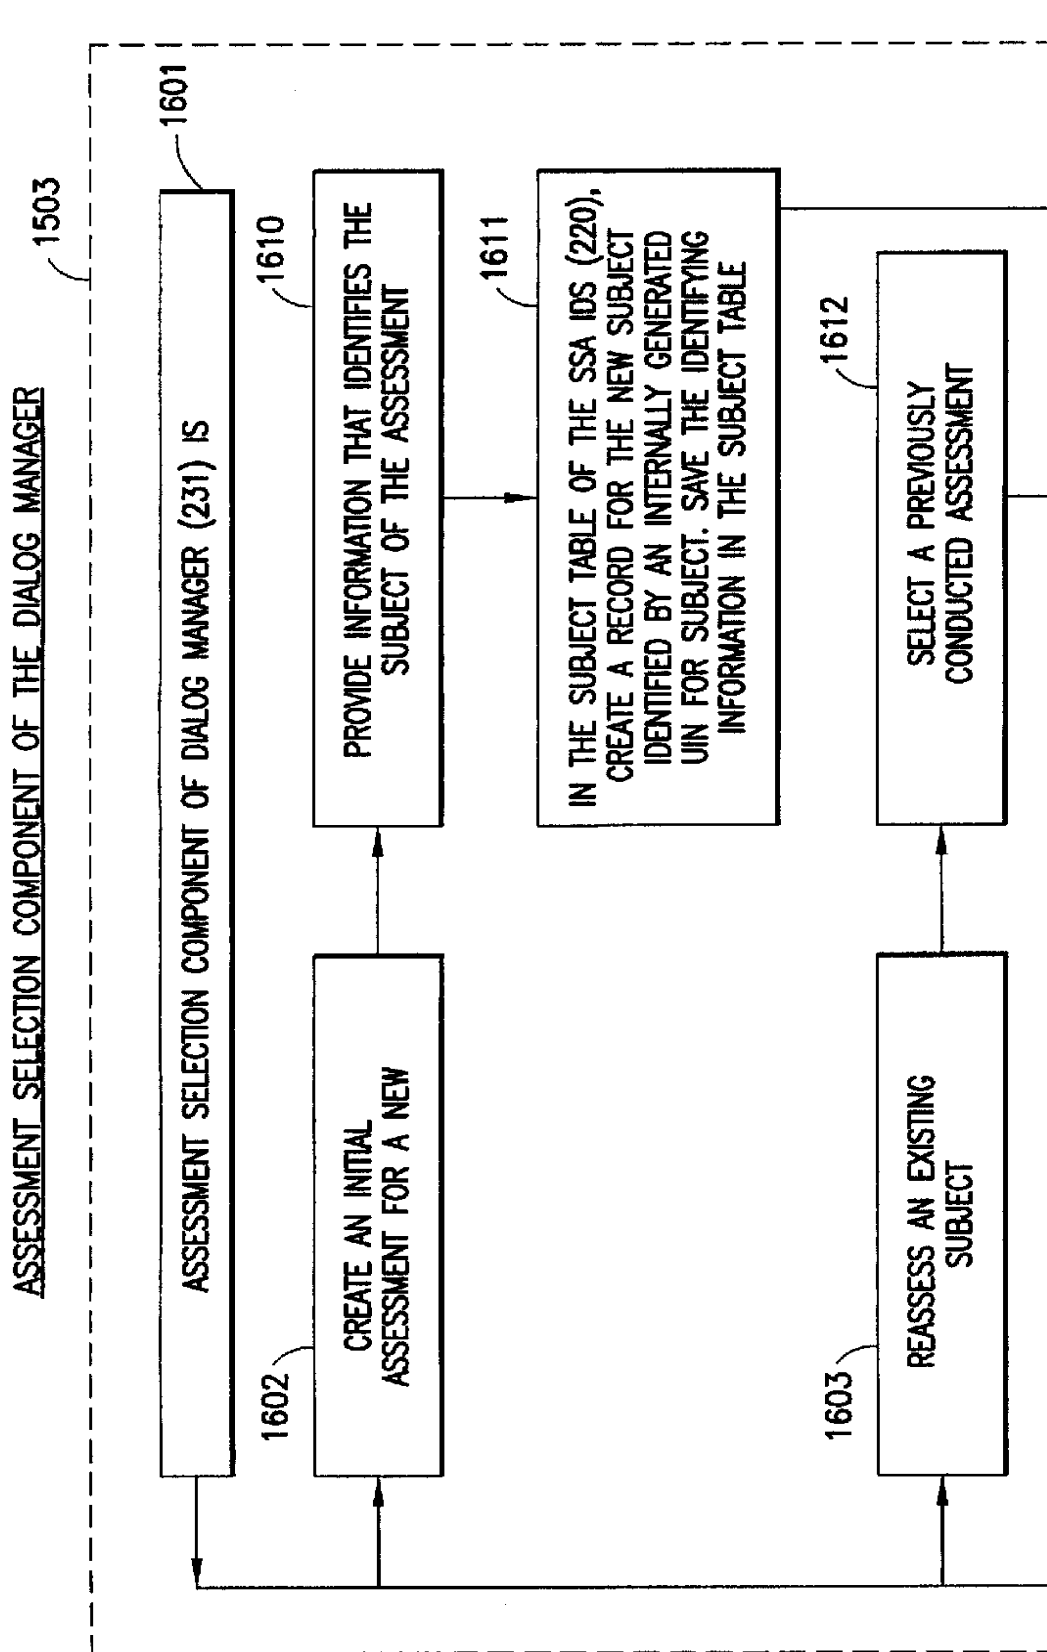 ASSESSMENT SELECTION COMPONENT OF THE DIALOG MANAGER
1503
1601
ASSESSMENT SELECTION COMPONENT OF DIALOG MANAGER (231) IS
1602
CREATE AN INITIAL
ASSESSMENT FOR A NEW
1610
PROVIDE INFORMATION THAT IDENTIFIES THE
SUBJECT OF THE ASSESSMENT
1611
IN THE SUBJECT TABLE OF THE SSA IDS (220),
CREATE A RECORD FOR THE NEW SUBJECT
IDENTIFIED BY AN INTERNALLY GENERATED
UIN FOR SUBJECT. SAVE THE IDENTIFYING
INFORMATION IN THE SUBJECT TABLE
1603
REASSESS AN EXISTING
SUBJECT
1612
SELECT A PREVIOUSLY
CONDUCTED ASSESSMENT